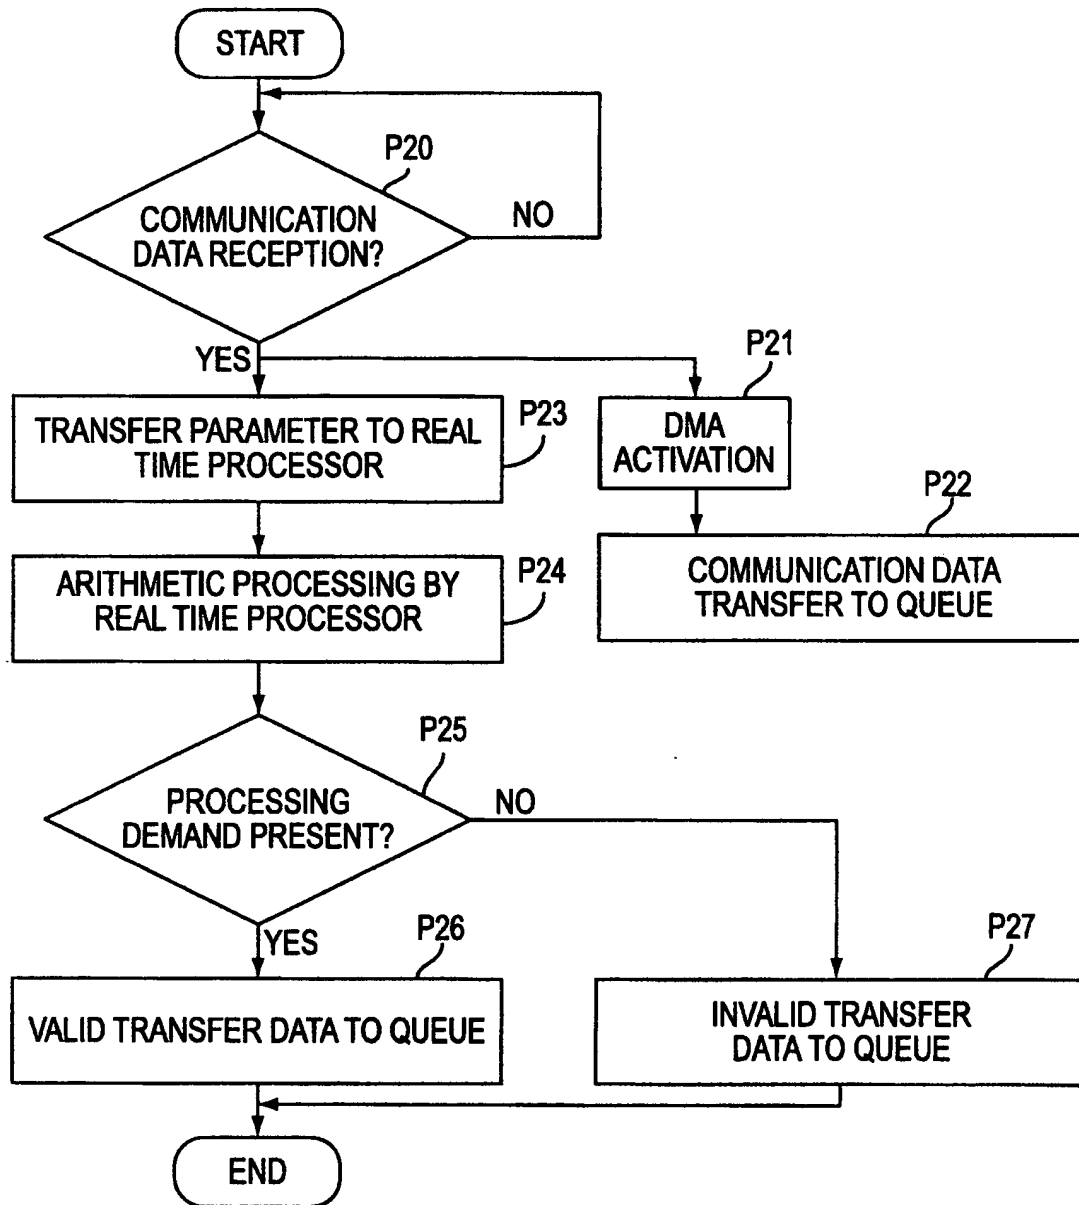 START
P20
COMMUNICATION
DATA RECEPTION?
NO
YES
P21
P23
TRANSFER PARAMETER TO REAL
TIME PROCESSOR
DMA
ACTIVATION
P22
P24
ARITHMETIC PROCESSING BY
REAL TIME PROCESSOR
COMMUNICATION DATA
TRANSFER TO QUEUE
P25
PROCESSING
DEMAND PRESENT?
NO
YES
P26
P27
VALID TRANSFER DATA TO QUEUE
INVALID TRANSFER
DATA TO QUEUE
END